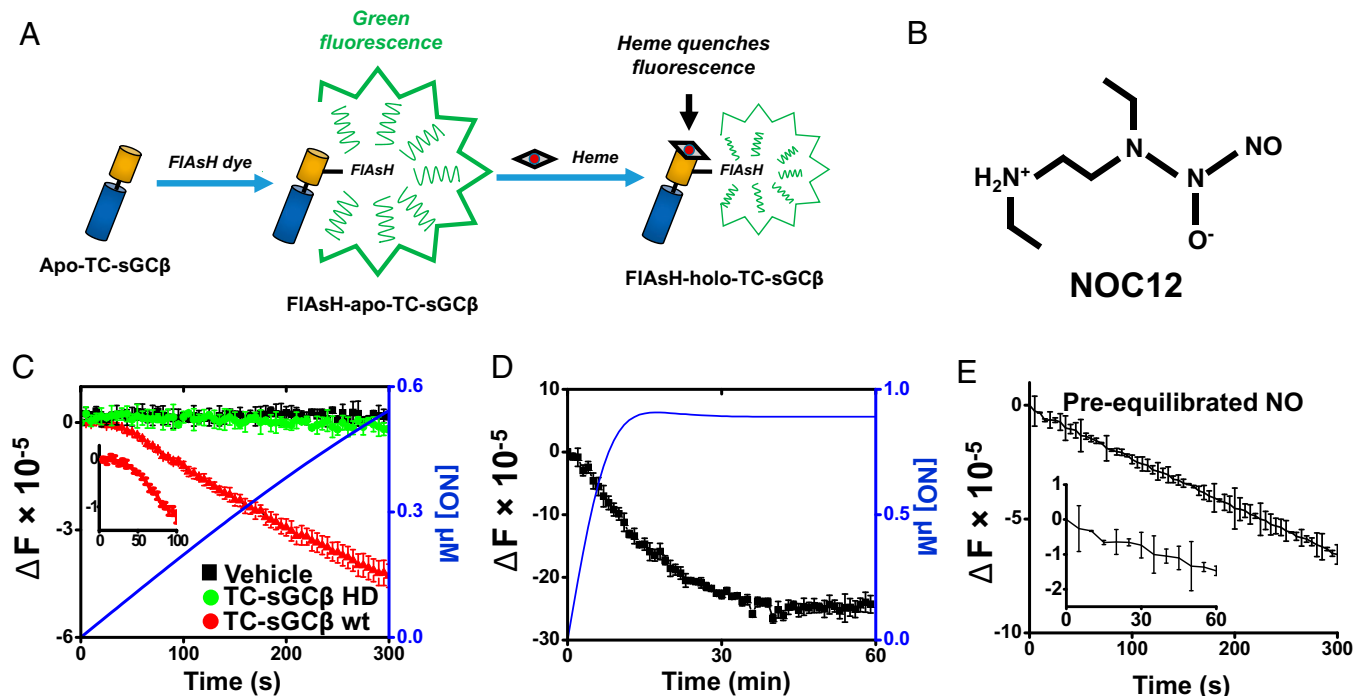 A
Green
fluorescence
FlAsH dye
FlAsH
Heme
Heme quenches
fluorescence
FlAsH
Apo-TC-sGCβ
FlAsH-apo-TC-sGCβ
FlAsH-holo-TC-sGCβ
B
H₂N⁺
N
N
NO
O⁻
NOC12
C
ΔF × 10⁻⁵
0
-3
-6
0
-1
0 50 100
Vehicle
TC-sGCβ HD
TC-sGCβ wt
0.6
0.3
0.0
[NO] μM
0 100 200 300
Time (s)
D
ΔF × 10⁻⁵
10
0
-10
-20
-30
1.0
0.5
0.0
[NO] μM
0 30 60
Time (min)
E
Pre-equilibrated NO
ΔF × 10⁻⁵
0
-5
-10
1
0
-1
-2
0 30 60
0 100 200 300
Time (s)